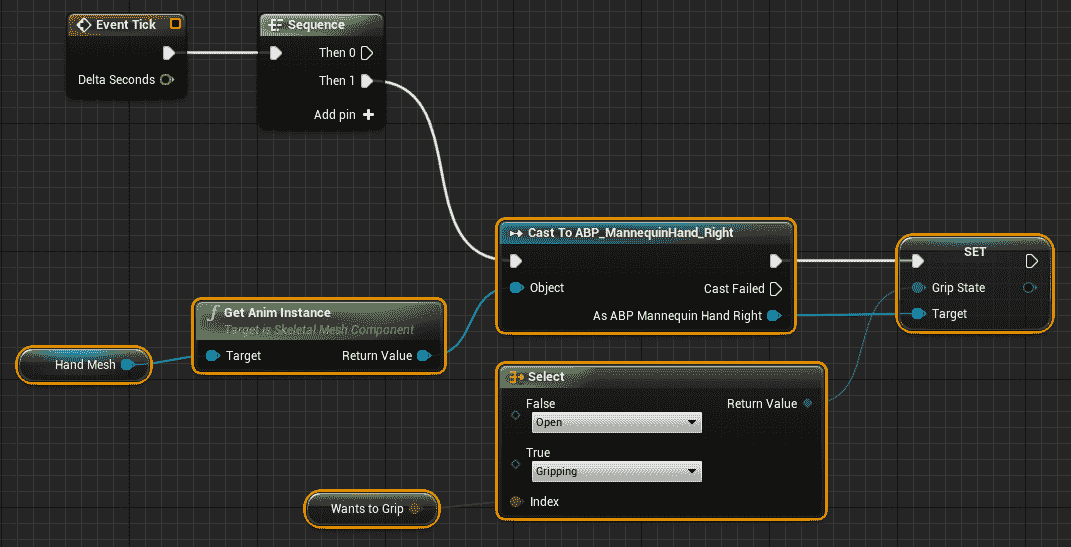 Event Tick
Delta Seconds
Sequence
Then 0
Then 1
Add pin
Cast To ABP_MannequinHand_Right
Object
Cast Failed
As ABP Mannequin Hand Right
SET
Grip State
Target
f Get Anim Instance
Target is Skeletal Mesh Component
Target Return Value
Hand Mesh
Select
False
Open
Return Value
True
Gripping
Index
Wants to Grip